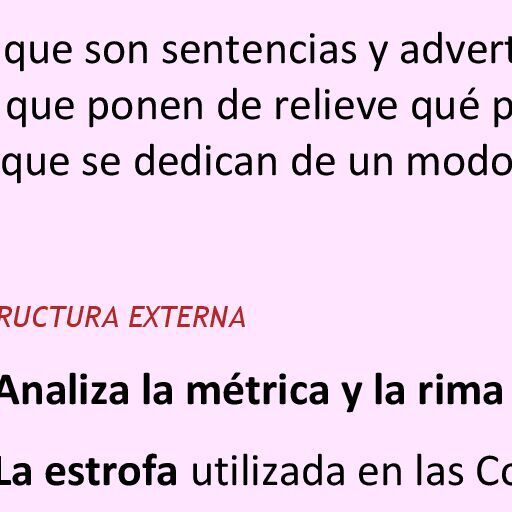 que son sentencias y advert
que ponen de relieve qué p
que se dedican de un modo
RUCTURA EXTERNA
Analiza la métrica y la rima
La estrofa utilizada en las Co